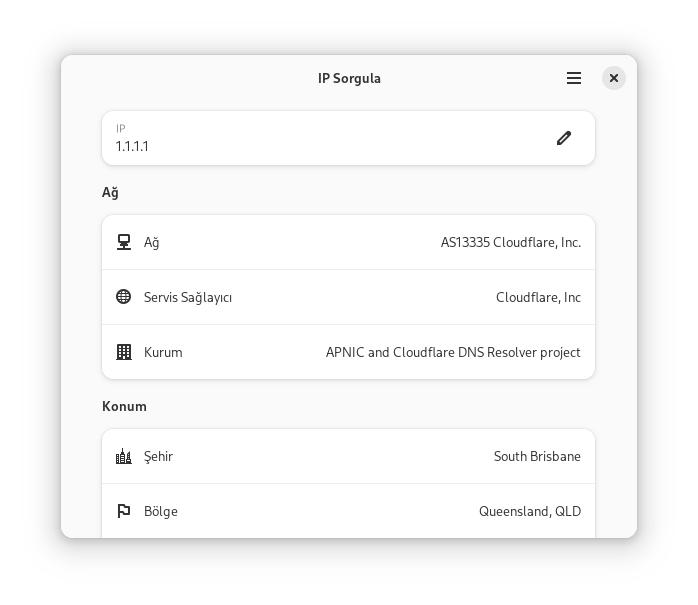 IP Sorgula
IP
1.1.1.1
Ağ
Ağ AS13335 Cloudflare, Inc.
Servis Sağlayıcı Cloudflare, Inc
Kurum APNIC and Cloudflare DNS Resolver project
Konum
Şehir South Brisbane
Bölge Queensland, QLD